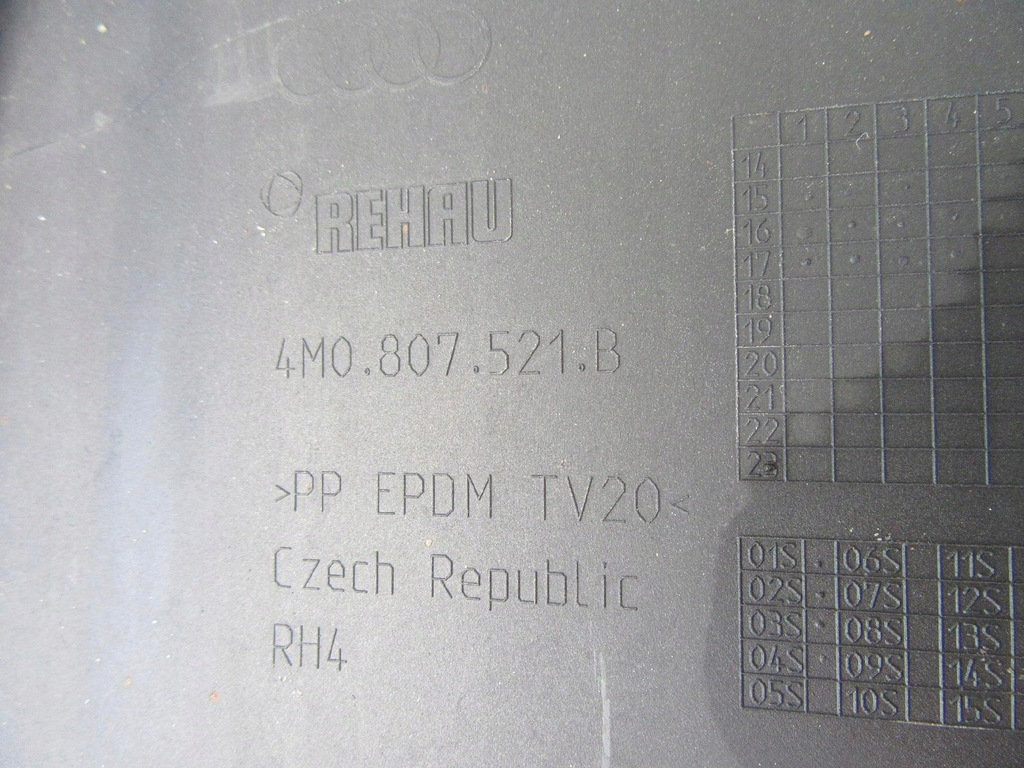 REHAU
4M0.807.521.B
>PP EPDM TV20<
Czech Republic
RH4
1 2 3 4 5
14
15
16
17
18
19
20
21
22
23
01S 06S 11S
02S 07S 12S
03S 08S 13S
04S 09S 14S
05S 10S 15S